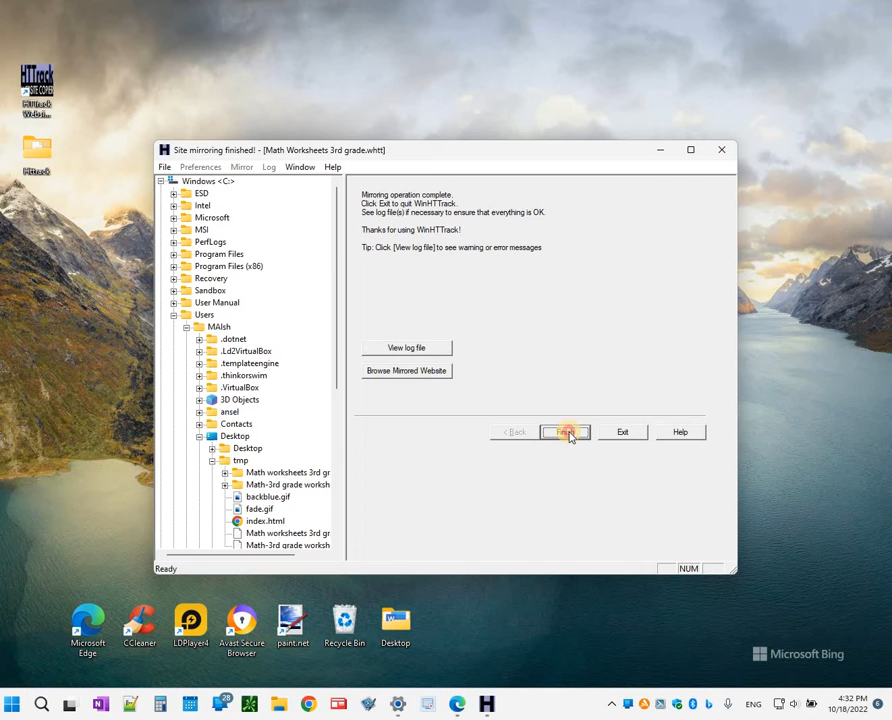 HTTrack
SITE COPIER
HTTrack
Websi...
Httrack
Site mirroring finished! - [Math Worksheets 3rd grade.whtt]
File Preferences Mirror Log Window Help
Windows <C:>
ESD
Intel
Microsoft
MSI
PerfLogs
Program Files
Program Files (x86)
Recovery
Sandbox
User Manual
Users
MAlsh
.dotnet
.Ld2VirtualBox
.templateengine
.thinkorswim
.VirtualBox
3D Objects
ansel
Contacts
Desktop
Desktop
tmp
Math worksheets 3rd gr
Math-3rd grade worksh
backblue.gif
fade.gif
index.html
Math worksheets 3rd gr
Math-3rd grade worksh
Mirroring operation complete.
Click Exit to quit WinHTTrack.
See log file(s) if necessary to ensure that everything is OK.
Thanks for using WinHTTrack!
Tip: Click [View log file] to see warning or error messages
View log file
Browse Mirrored Website
< Back Exit Help
Ready NUM
Microsoft
Edge
CCleaner
LDPlayer4
Avast Secure
Browser
paint.net
Recycle Bin
Desktop
Microsoft Bing
28
ENG
4:32 PM
10/18/2022
6